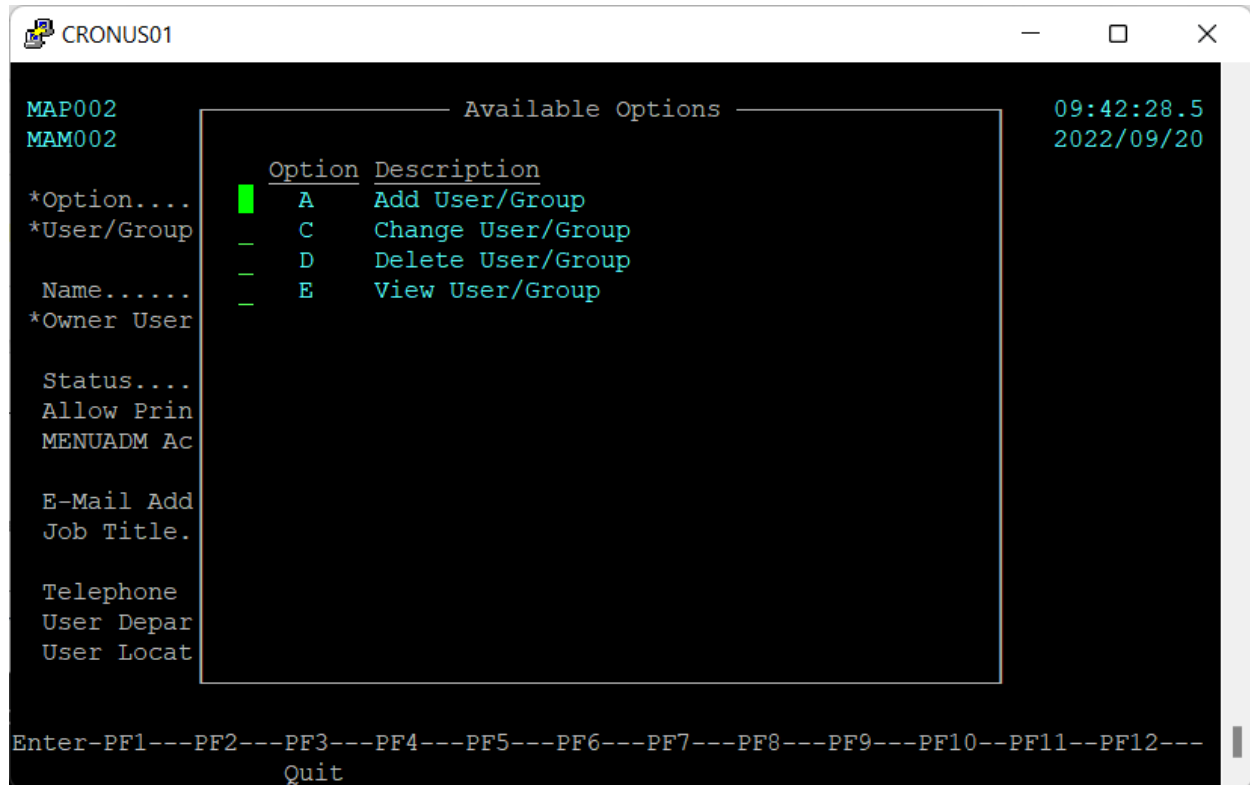 CRONUS01
MAP002 Available Options 09:42:28.5
MAM002 2022/09/20
Option Description
*Option.... A Add User/Group
*User/Group _ C Change User/Group
_ D Delete User/Group
Name...... _ E View User/Group
*Owner User
Status....
Allow Prin
MENUADM Ac
E-Mail Add
Job Title.
Telephone
User Depar
User Locat
Enter-PF1---PF2---PF3---PF4---PF5---PF6---PF7---PF8---PF9---PF10--PF11--PF12---
Quit